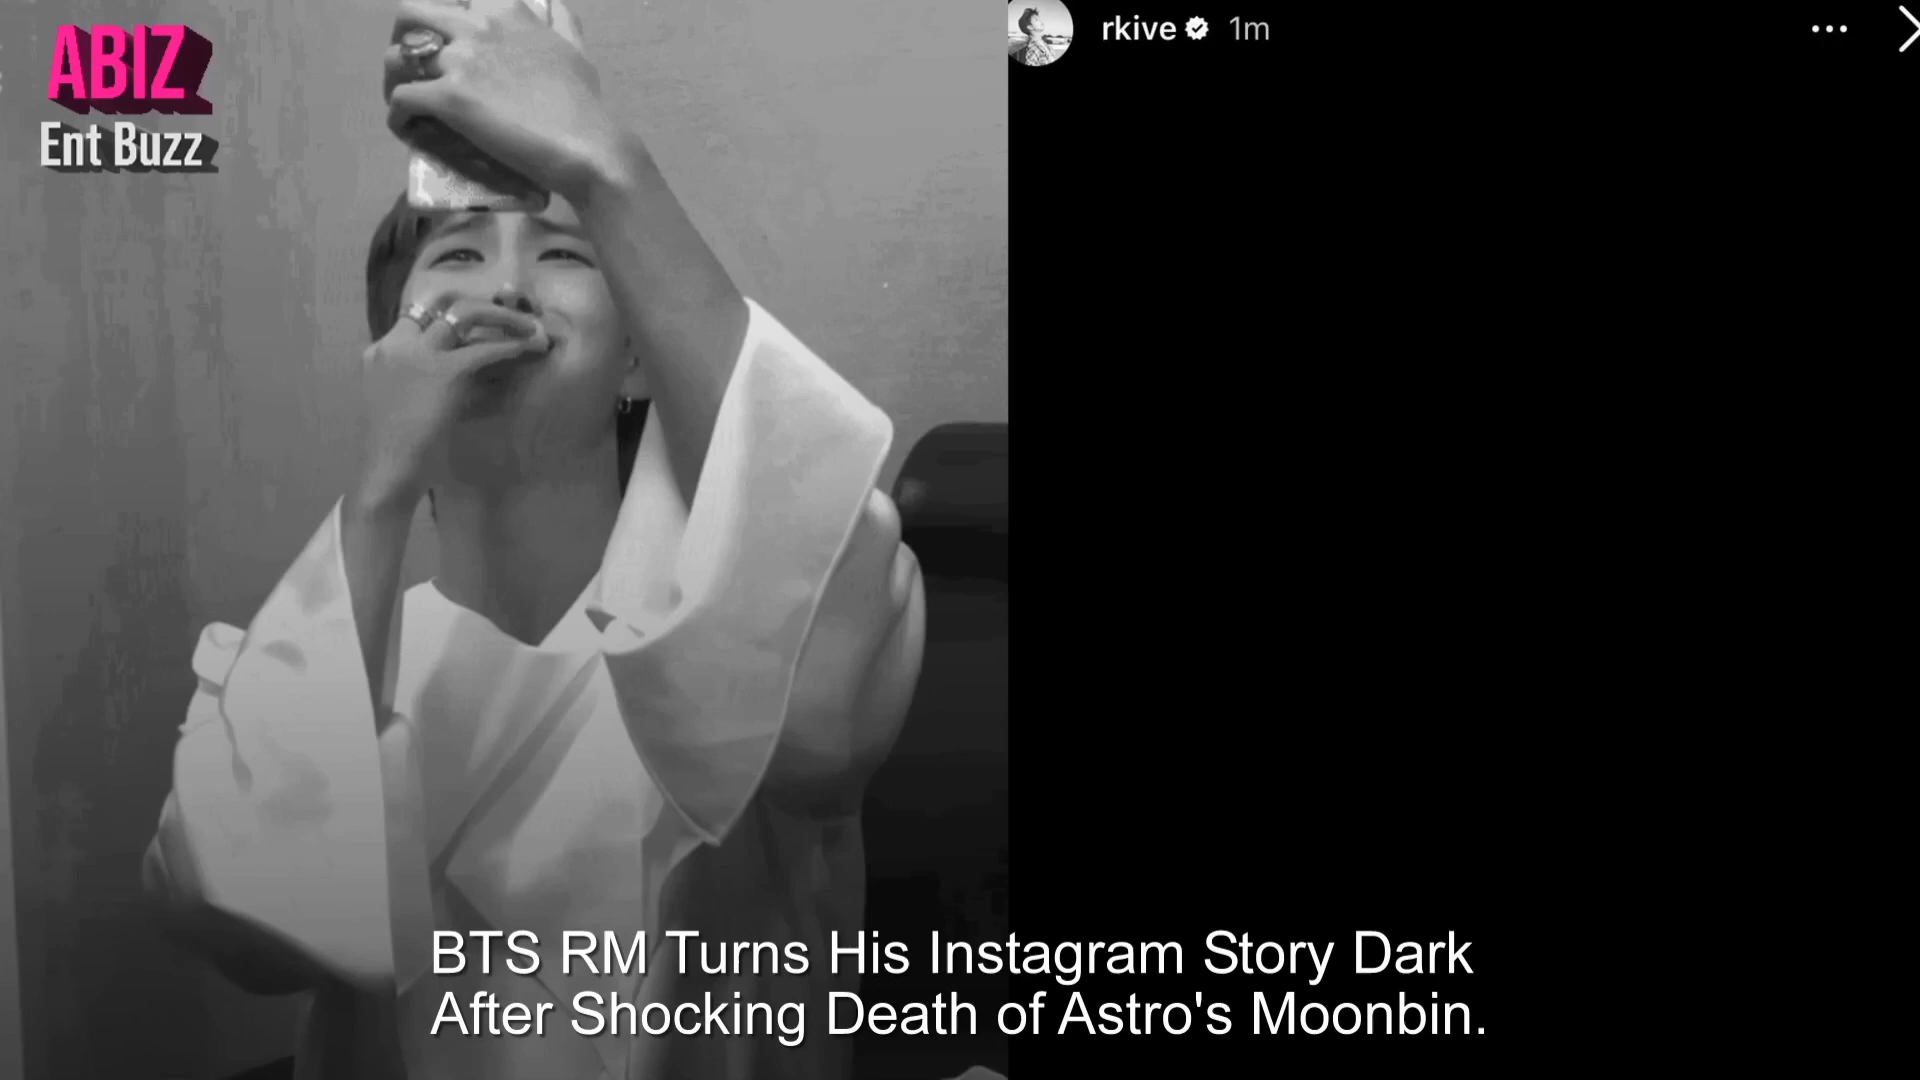 ABIZ
Ent Buzz
rkive 1m
BTS RM Turns His Instagram Story Dark
After Shocking Death of Astro's Moonbin.